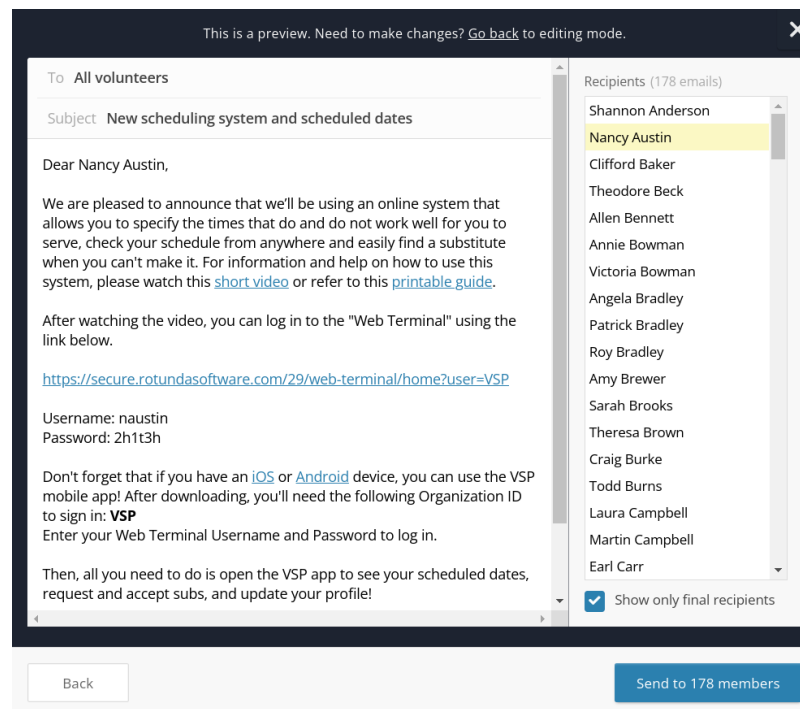 This is a preview. Need to make changes? Go back to editing mode.
To All volunteers
Subject New scheduling system and scheduled dates
Dear Nancy Austin,
We are pleased to announce that we'll be using an online system that
allows you to specify the times that do and do not work well for you to
serve, check your schedule from anywhere and easily find a substitute
when you can't make it. For information and help on how to use this
system, please watch this short video or refer to this printable guide.
After watching the video, you can log in to the "Web Terminal" using the
link below.
https://secure.rotundasoftware.com/29/web-terminal/home?user=VSP
Username: naustin
Password: 2h1t3h
Don't forget that if you have an iOS or Android device, you can use the VSP
mobile app! After downloading, you'll need the following Organization ID
to sign in: VSP
Enter your Web Terminal Username and Password to log in.
Then, all you need to do is open the VSP app to see your scheduled dates,
request and accept subs, and update your profile!
Recipients (178 emails)
Shannon Anderson
Nancy Austin
Clifford Baker
Theodore Beck
Allen Bennett
Annie Bowman
Victoria Bowman
Angela Bradley
Patrick Bradley
Roy Bradley
Amy Brewer
Sarah Brooks
Theresa Brown
Craig Burke
Todd Burns
Laura Campbell
Martin Campbell
Earl Carr
Show only final recipients
Back
Send to 178 members